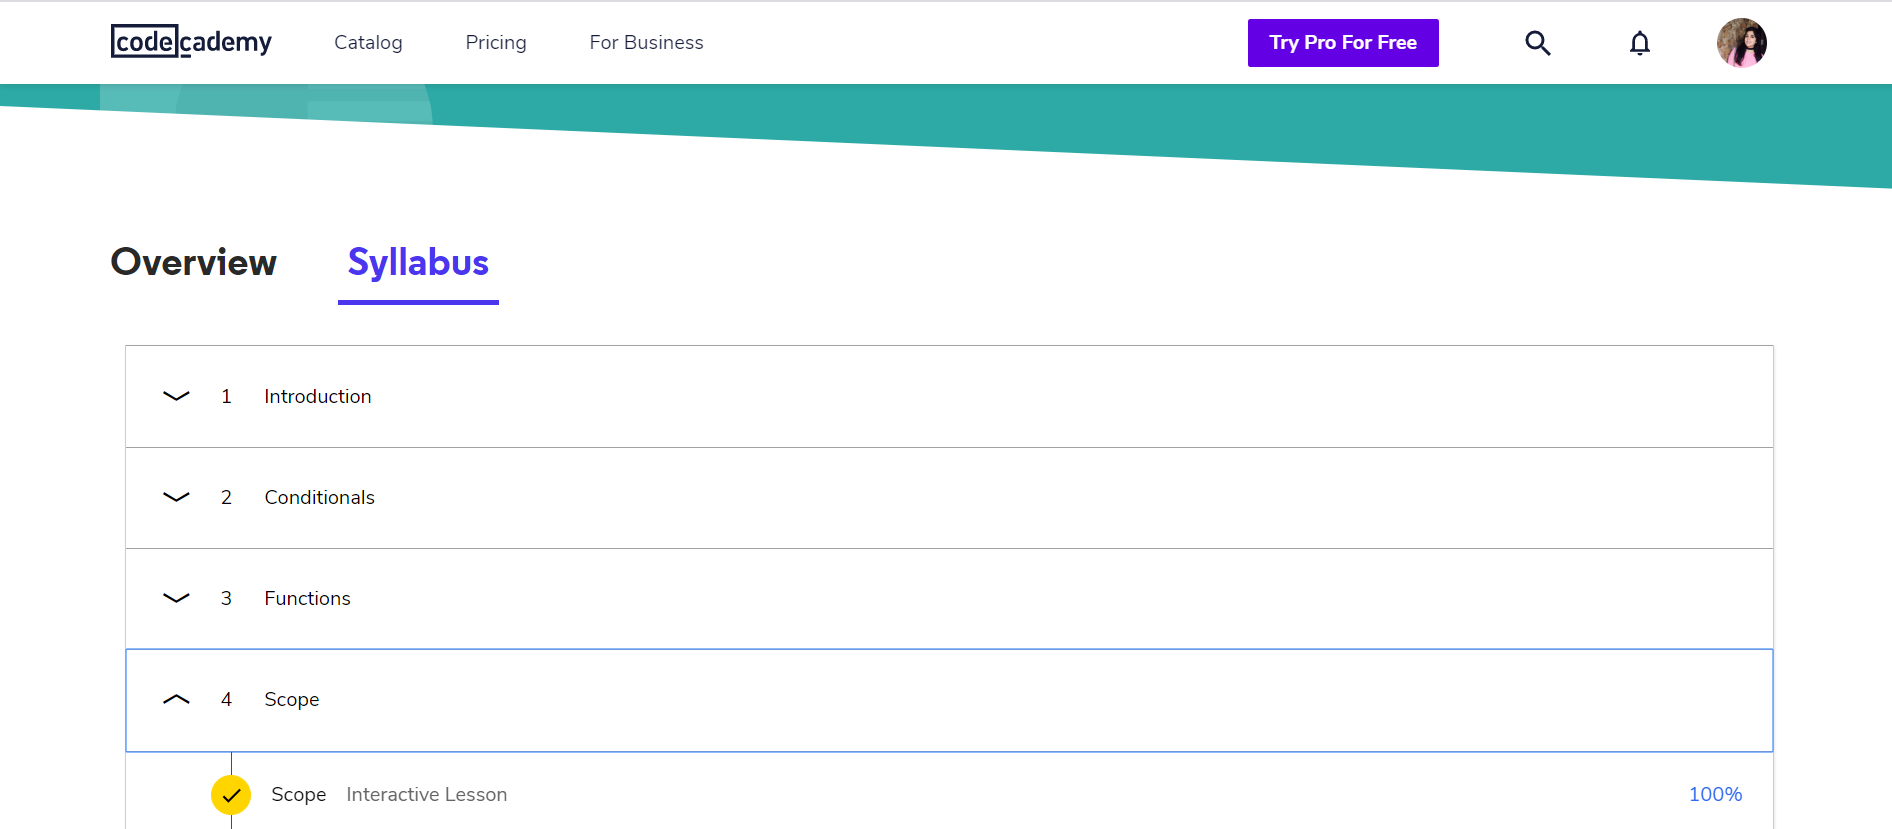 codecademy Catalog Pricing For Business Try Pro For Free
Overview Syllabus
1 Introduction
2 Conditionals
3 Functions
4 Scope
Scope Interactive Lesson 100%